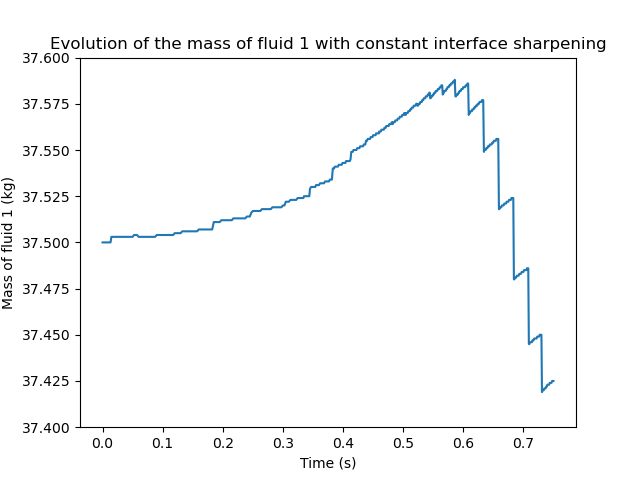 Evolution of the mass of fluid 1 with constant interface sharpening
37.600
37.575
37.550
37.525
37.500
37.475
37.450
37.425
37.400
Mass of fluid 1 (kg)
0.0 0.1 0.2 0.3 0.4 0.5 0.6 0.7
Time (s)